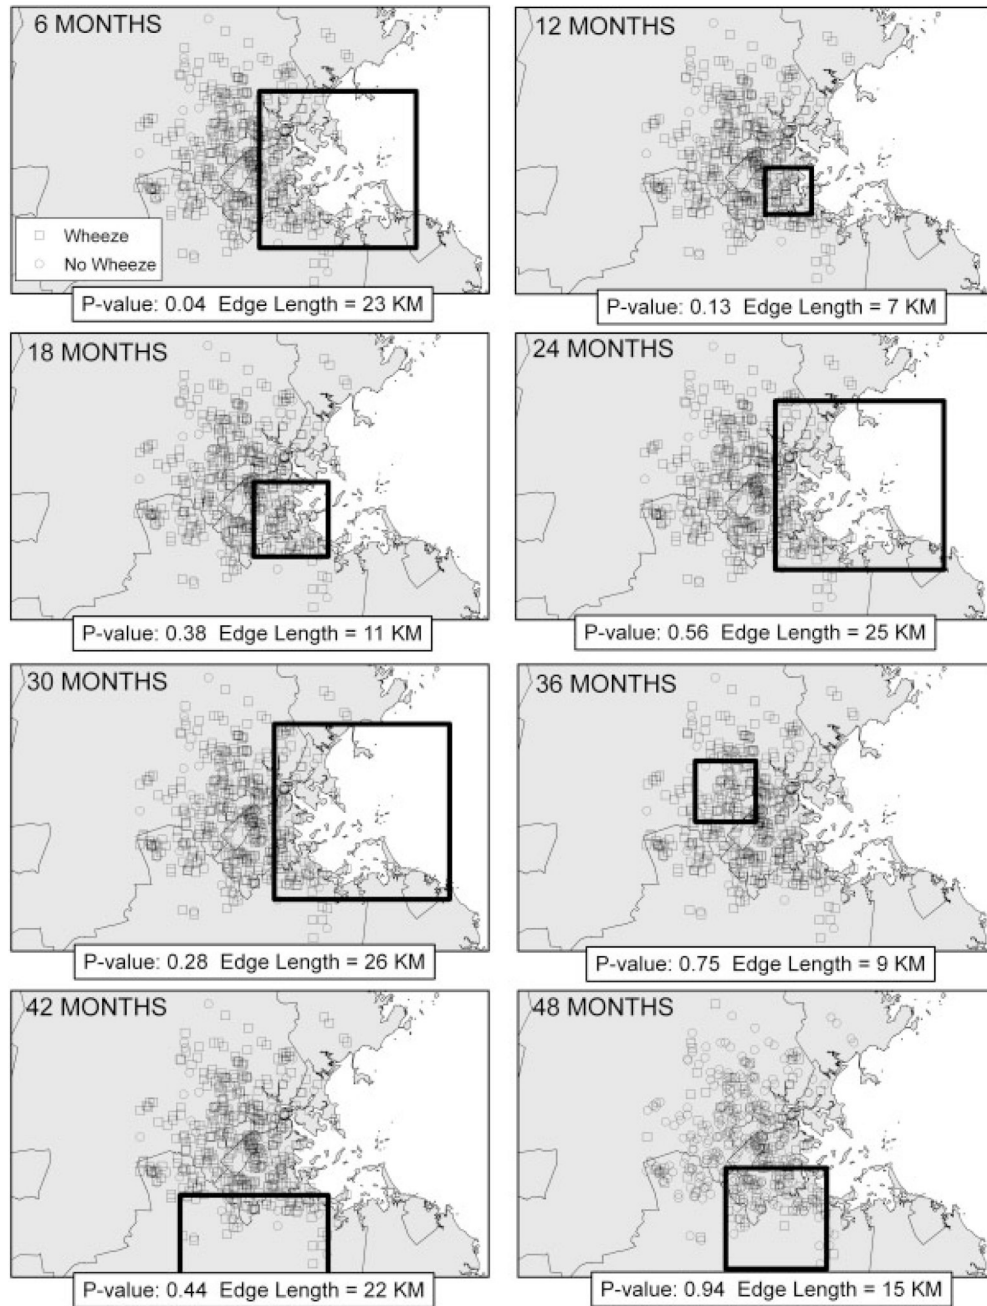 6 MONTHS
12 MONTHS
Wheeze
No Wheeze
P-value: 0.04 Edge Length = 23 KM
P-value: 0.13 Edge Length = 7 KM
18 MONTHS
24 MONTHS
P-value: 0.38 Edge Length = 11 KM
P-value: 0.56 Edge Length = 25 KM
30 MONTHS
36 MONTHS
P-value: 0.28 Edge Length = 26 KM
P-value: 0.75 Edge Length = 9 KM
42 MONTHS
48 MONTHS
P-value: 0.44 Edge Length = 22 KM
P-value: 0.94 Edge Length = 15 KM